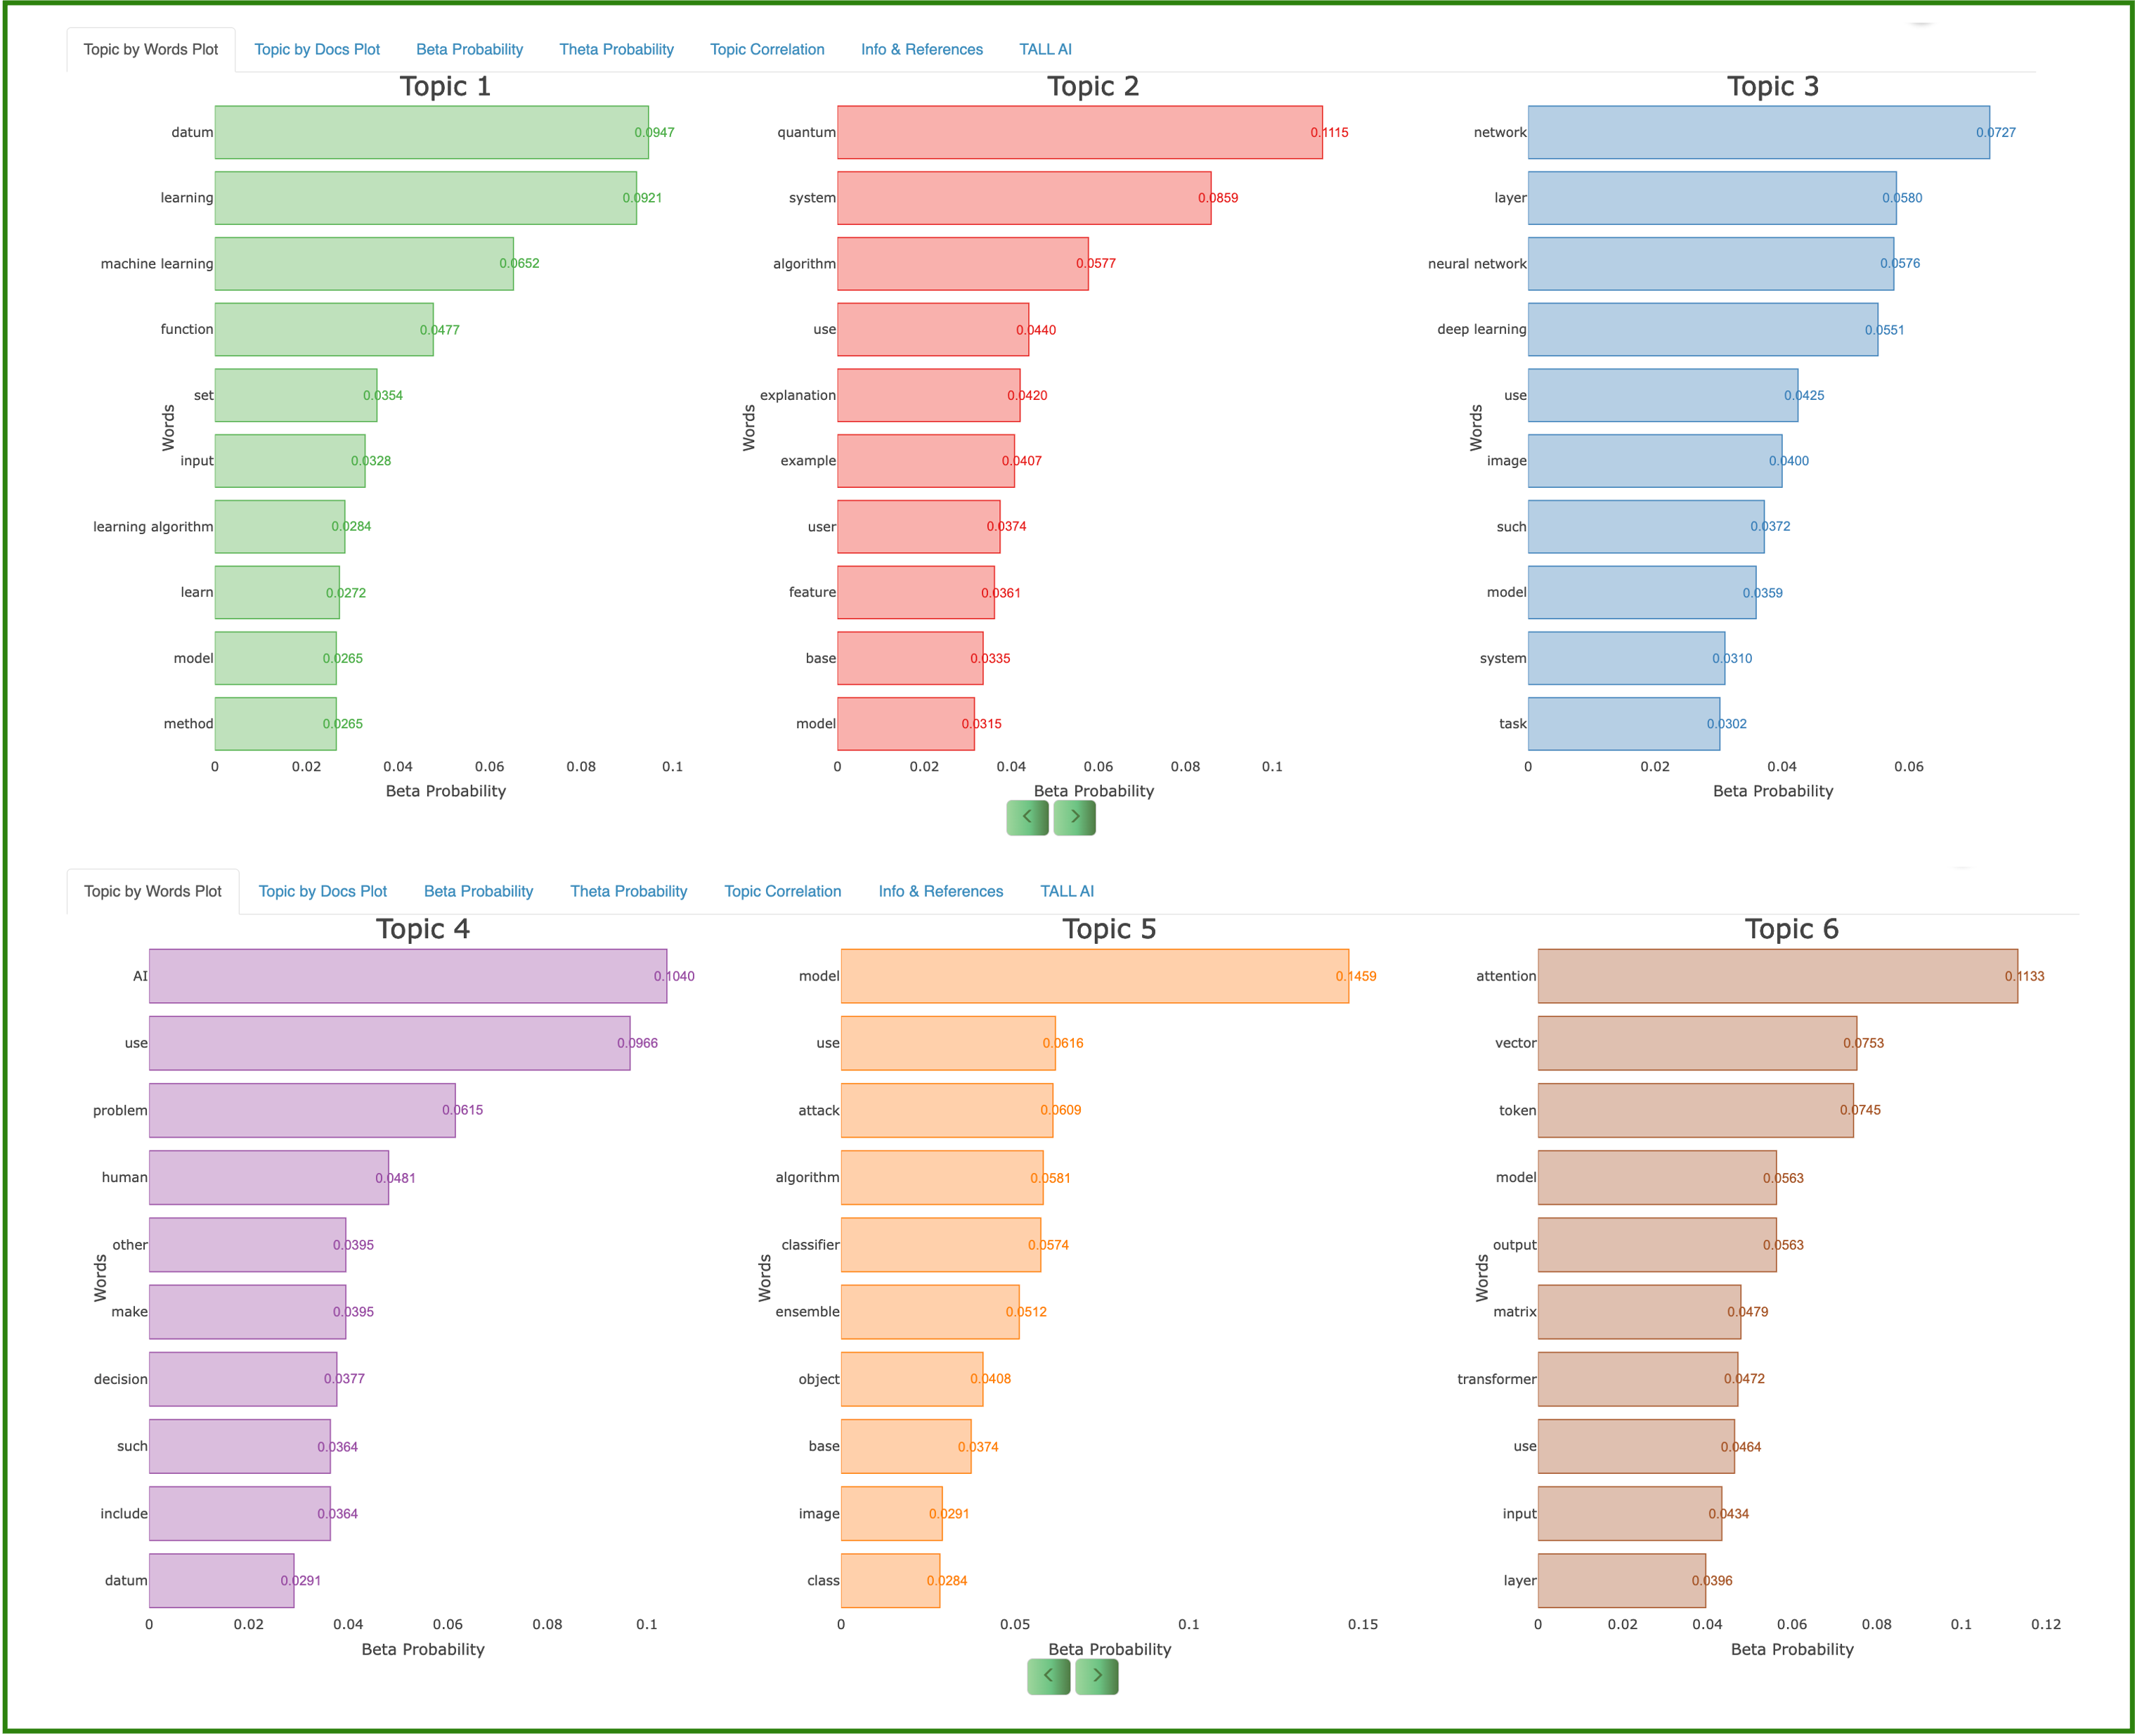 Topic by Words Plot Topic by Docs Plot Beta Probability Theta Probability Topic Correlation Info & References TALL AI
Topic 1
datum 0.0947
learning 0.0921
machine learning 0.0652
function 0.0477
set 0.0354
input 0.0328
learning algorithm 0.0284
learn 0.0272
model 0.0265
method 0.0265
Words
0 0.02 0.04 0.06 0.08 0.1
Beta Probability
Topic 2
quantum 0.1115
system 0.0859
algorithm 0.0577
use 0.0440
explanation 0.0420
example 0.0407
user 0.0374
feature 0.0361
base 0.0335
model 0.0315
Words
0 0.02 0.04 0.06 0.08 0.1
Beta Probability
Topic 3
network 0.0727
layer 0.0580
neural network 0.0576
deep learning 0.0551
use 0.0425
image 0.0400
such 0.0372
model 0.0359
system 0.0310
task 0.0302
Words
0 0.02 0.04 0.06
Beta Probability
Topic by Words Plot Topic by Docs Plot Beta Probability Theta Probability Topic Correlation Info & References TALL AI
Topic 4
AI 0.1040
use 0.0966
problem 0.0615
human 0.0481
other 0.0395
make 0.0395
decision 0.0377
such 0.0364
include 0.0364
datum 0.0291
Words
0 0.02 0.04 0.06 0.08 0.1
Beta Probability
Topic 5
model 0.1459
use 0.0616
attack 0.0609
algorithm 0.0581
classifier 0.0574
ensemble 0.0512
object 0.0408
base 0.0374
image 0.0291
class 0.0284
Words
0 0.05 0.1 0.15
Beta Probability
Topic 6
attention 0.1133
vector 0.0753
token 0.0745
model 0.0563
output 0.0563
matrix 0.0479
transformer 0.0472
use 0.0464
input 0.0434
layer 0.0396
Words
0 0.02 0.04 0.06 0.08 0.1 0.12
Beta Probability